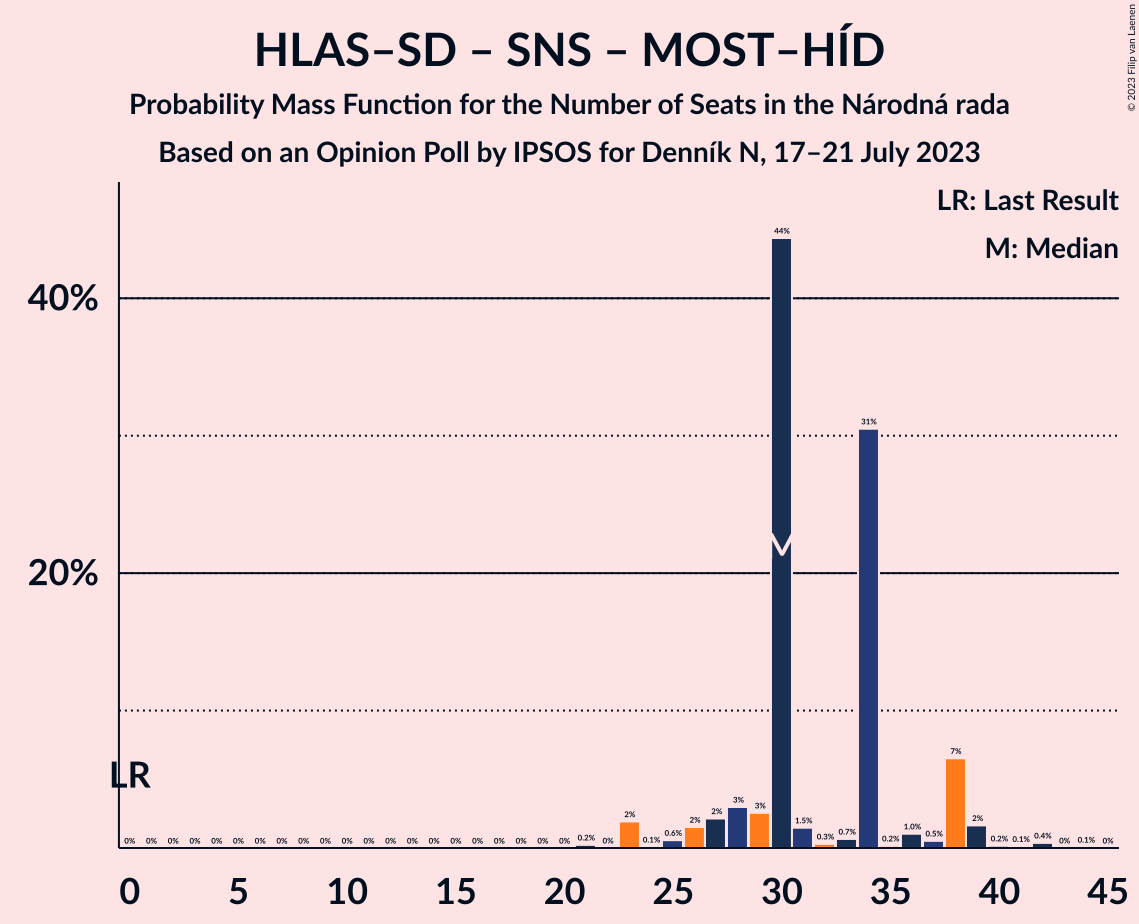 HLAS–SD – SNS – MOST–HÍD
Probability Mass Function for the Number of Seats in the Národná rada
Based on an Opinion Poll by IPSOS for Denník N, 17–21 July 2023
© 2023 Filip van Laenen
LR: Last Result
M: Median
40%
20%
LR
44%
31%
7%
0% 0% 0% 0% 0% 0% 0% 0% 0% 0% 0% 0% 0% 0% 0% 0% 0% 0% 0% 0% 0% 0.2% 0% 2% 0.1% 0.6% 2% 2% 3% 3% 1.5% 0.3% 0.7% 0.2% 1.0% 0.5% 2% 0.2% 0.1% 0.4% 0% 0.1% 0%
0 5 10 15 20 25 30 35 40 45